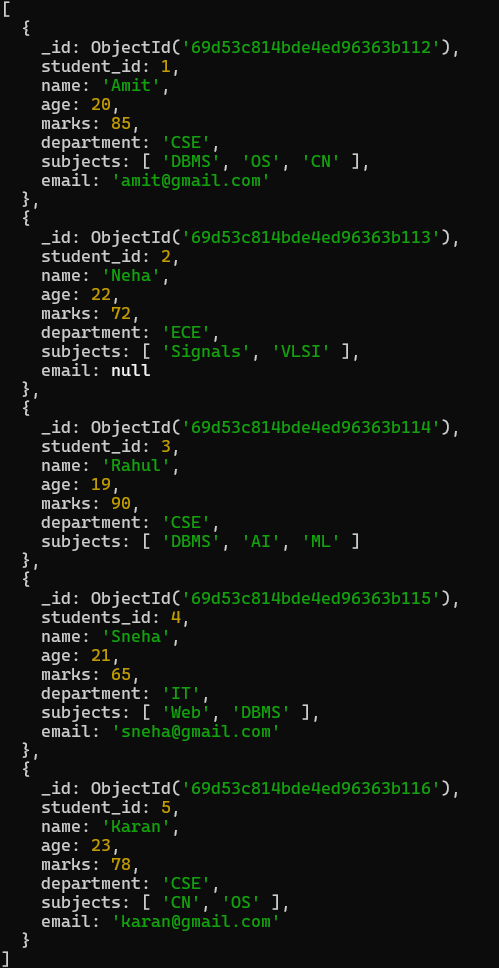 [
  {
    _id: ObjectId('69d53c814bde4ed96363b112'),
    student_id: 1,
    name: 'Amit',
    age: 20,
    marks: 85,
    department: 'CSE',
    subjects: [ 'DBMS', 'OS', 'CN' ],
    email: 'amit@gmail.com'
  },
  {
    _id: ObjectId('69d53c814bde4ed96363b113'),
    student_id: 2,
    name: 'Neha',
    age: 22,
    marks: 72,
    department: 'ECE',
    subjects: [ 'Signals', 'VLSI' ],
    email: null
  },
  {
    _id: ObjectId('69d53c814bde4ed96363b114'),
    student_id: 3,
    name: 'Rahul',
    age: 19,
    marks: 90,
    department: 'CSE',
    subjects: [ 'DBMS', 'AI', 'ML' ]
  },
  {
    _id: ObjectId('69d53c814bde4ed96363b115'),
    students_id: 4,
    name: 'Sneha',
    age: 21,
    marks: 65,
    department: 'IT',
    subjects: [ 'Web', 'DBMS' ],
    email: 'sneha@gmail.com'
  },
  {
    _id: ObjectId('69d53c814bde4ed96363b116'),
    student_id: 5,
    name: 'Karan',
    age: 23,
    marks: 78,
    department: 'CSE',
    subjects: [ 'CN', 'OS' ],
    email: 'karan@gmail.com'
  }
]